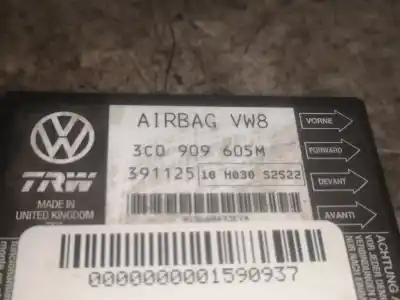 AIRBAG VW8
VORNE
3C0 909 605M
FORWARD
391125 10 H030 S2S22
DEVANT
TRW
MADE IN
UNITED KINGDOM
AVANTI
ACHTUNG
0000000001590937